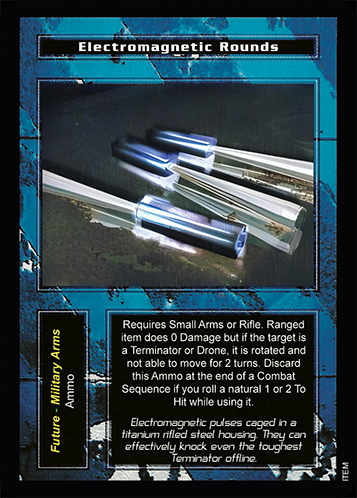 Electromagnetic Rounds
Future - Military Arms
Ammo
Requires Small Arms or Rifle. Ranged
item does 0 Damage but if the target is
a Terminator or Drone, it is rotated and
not able to move for 2 turns. Discard
this Ammo at the end of a Combat
Sequence if you roll a natural 1 or 2 To
Hit while using it.
Electromagnetic pulses caged in a
titanium rifled steel housing. They can
effectively knock even the toughest
Terminator offline.
ITEM